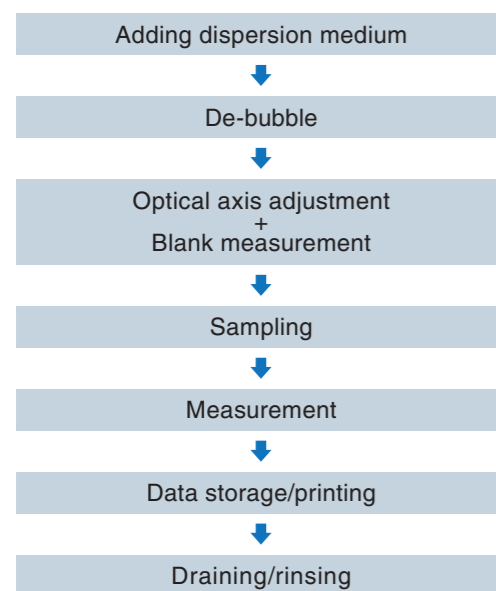 Adding dispersion medium
De-bubble
Optical axis adjustment
+
Blank measurement
Sampling
Measurement
Data storage/printing
Draining/rinsing